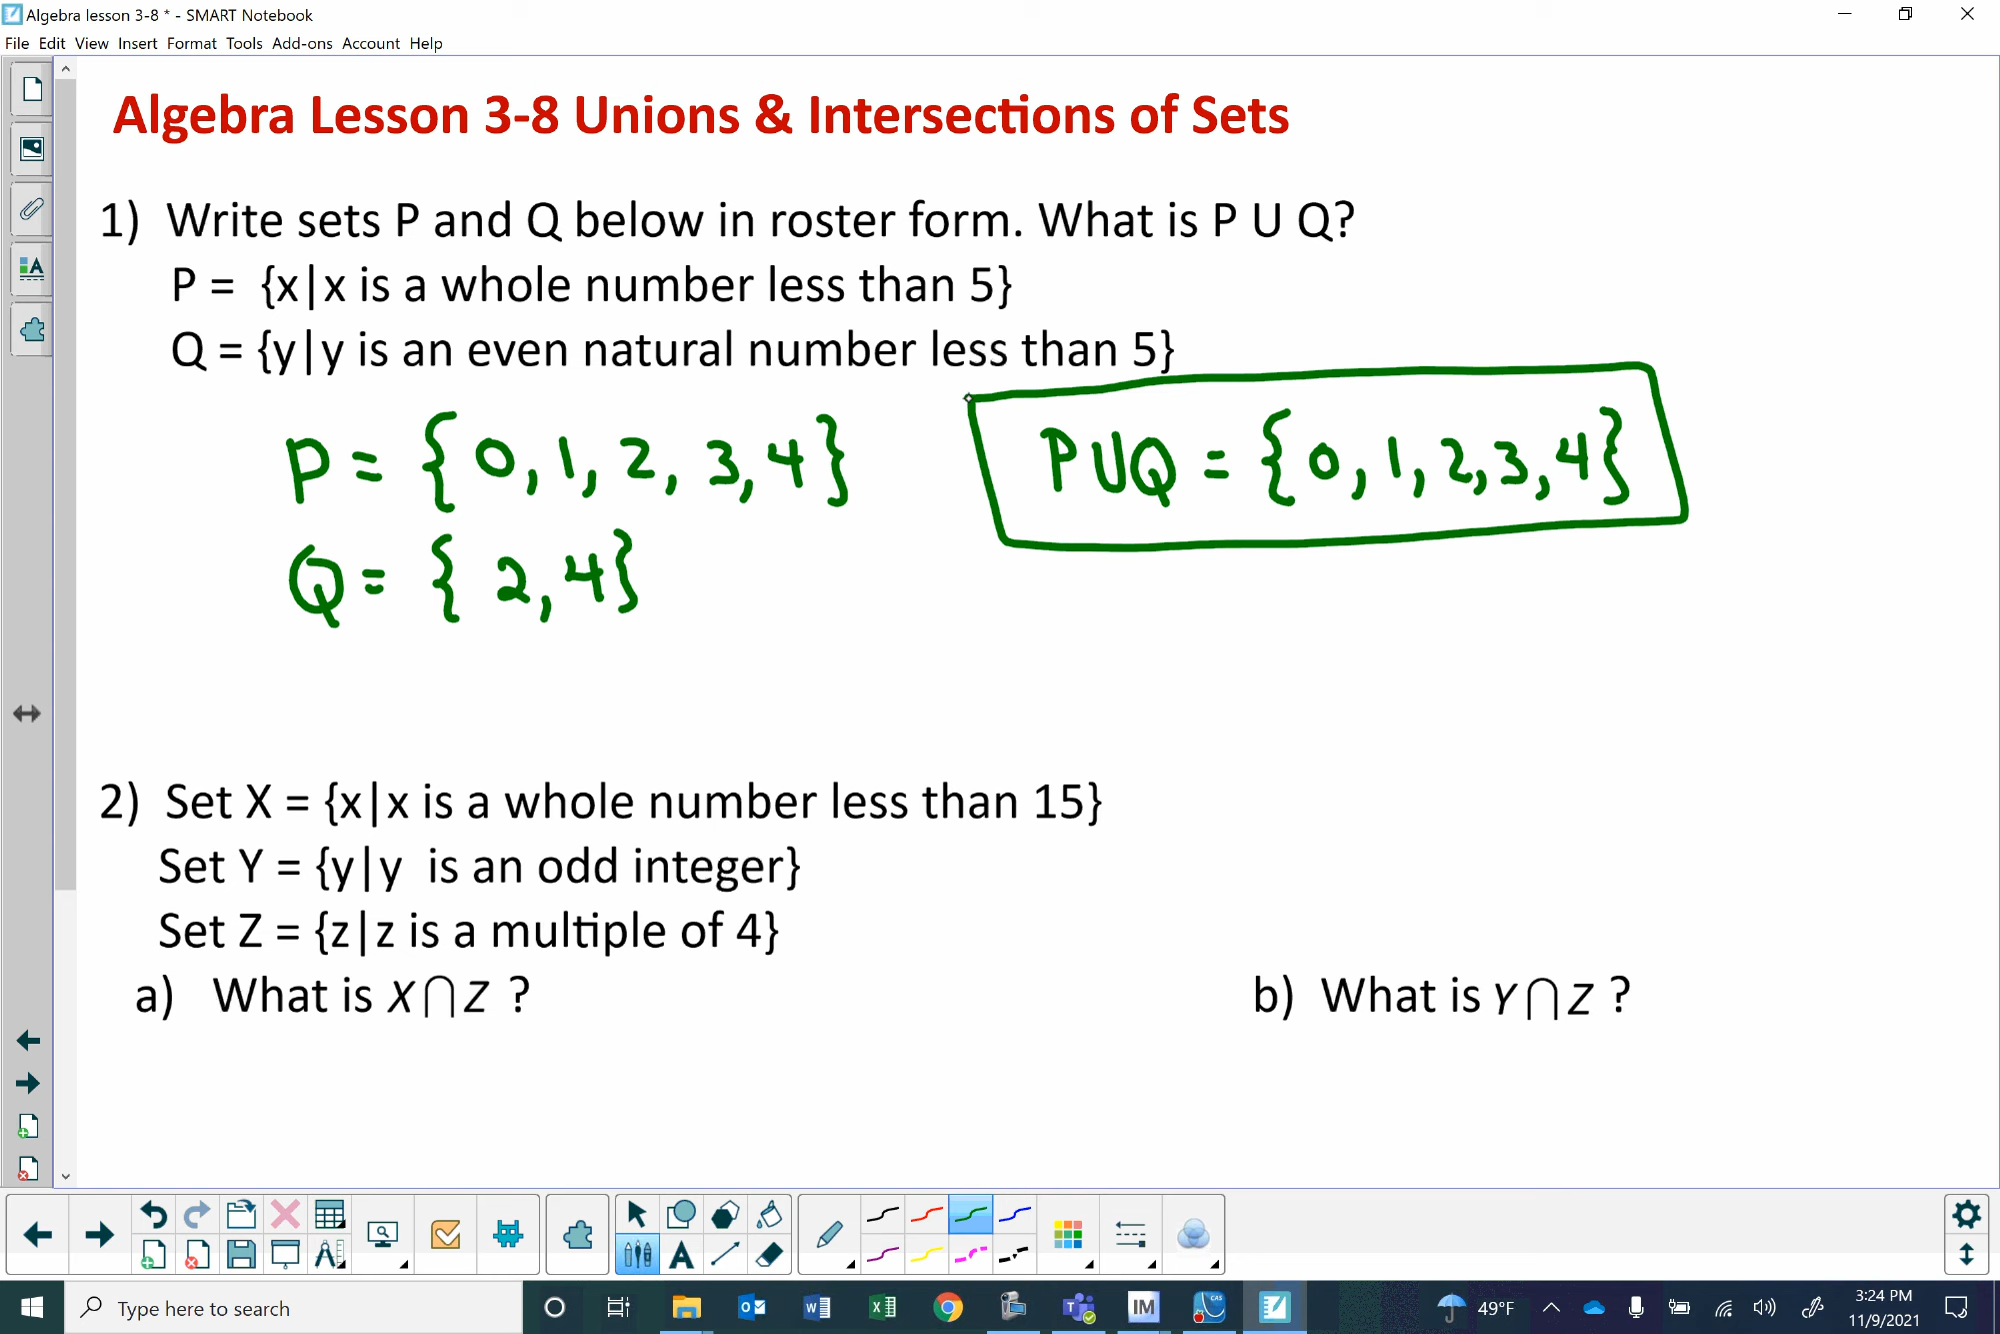 Algebra lesson 3-8 * - SMART Notebook
File Edit View Insert Format Tools Add-ons Account Help
Algebra Lesson 3-8 Unions & Intersections of Sets
1) Write sets P and Q below in roster form. What is P U Q?
P = {x|x is a whole number less than 5}
Q = {y|y is an even natural number less than 5}
P = {0, 1, 2, 3, 4}
P U Q = {0, 1, 2, 3, 4}
Q = {2, 4}
2) Set X = {x|x is a whole number less than 15}
Set Y = {y|y is an odd integer}
Set Z = {z|z is a multiple of 4}
a) What is X⋂Z ?
b) What is Y⋂Z ?
Type here to search
IM
CAS
49°F
3:24 PM
11/9/2021